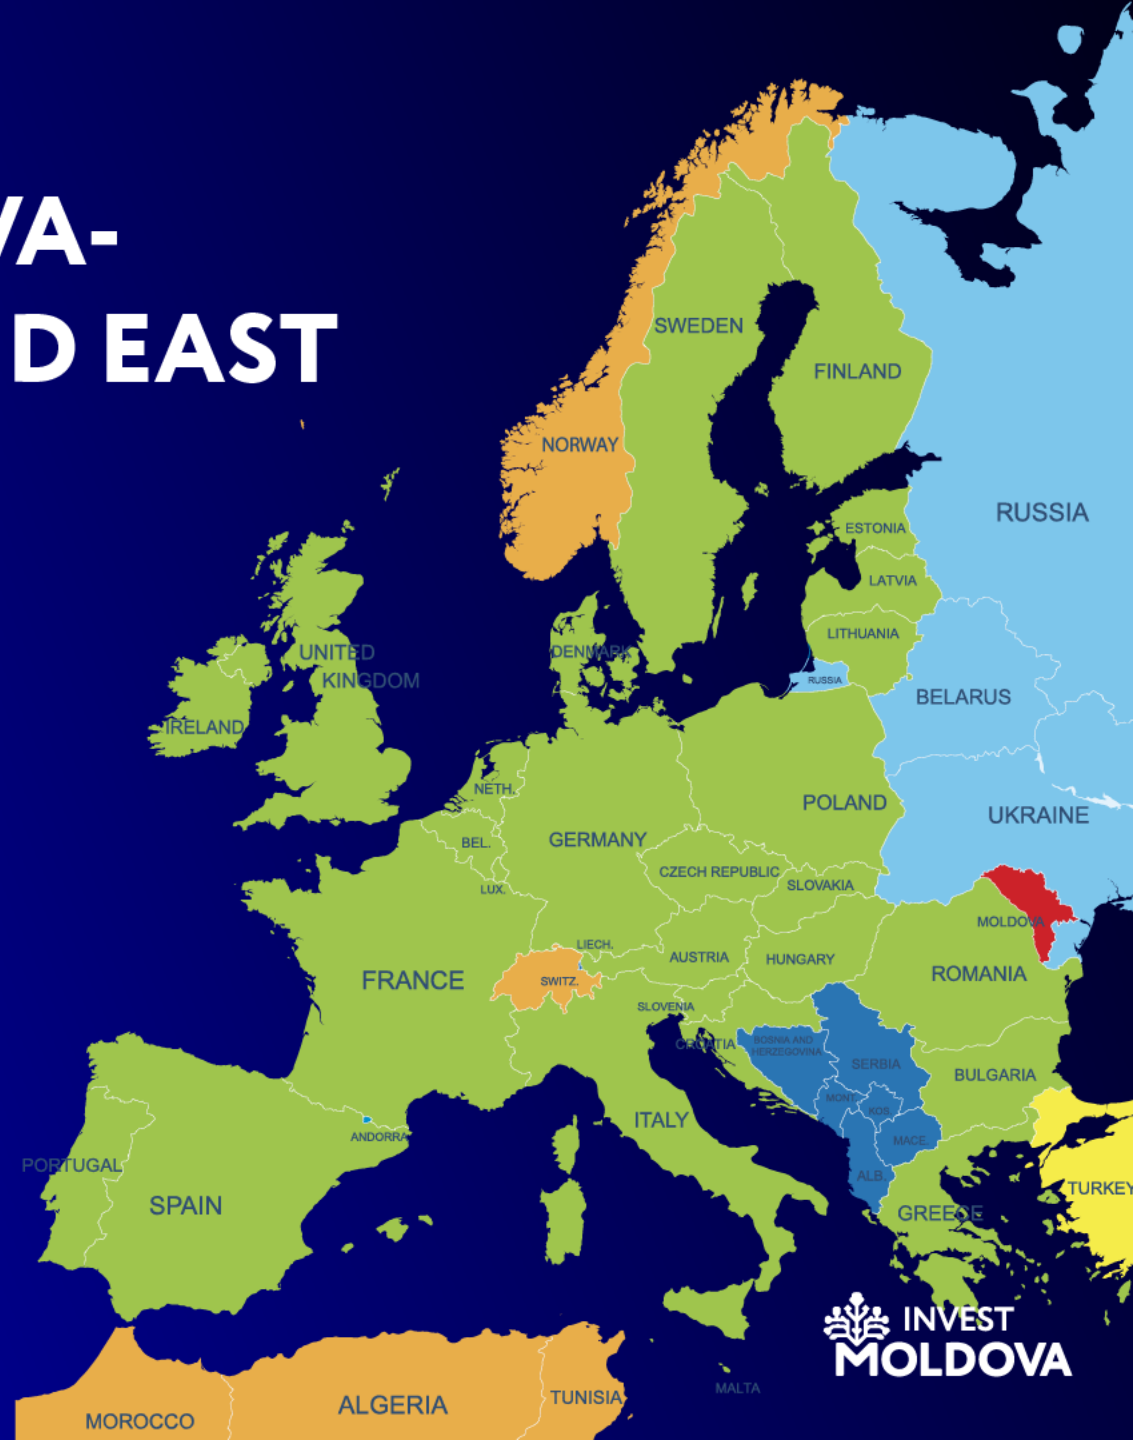 VA-
D EAST
SWEDEN
FINLAND
NORWAY
RUSSIA
ESTONIA
LATVIA
LITHUANIA
DENMARK
UNITED
KINGDOM
RUSSIA
BELARUS
IRELAND
NETH.
POLAND
UKRAINE
BEL.
GERMANY
CZECH REPUBLIC
LUX.
SLOVAKIA
MOLDOVA
LIECH.
AUSTRIA
HUNGARY
ROMANIA
FRANCE
SWITZ.
SLOVENIA
CROATIA
BOSNIA AND
HERZEGOVINA
SERBIA
BULGARIA
MONT.
KOS.
ITALY
ANDORRA
MACE.
PORTUGAL
ALB.
TURKEY
SPAIN
GREECE
INVEST
MOLDOVA
MALTA
TUNISIA
ALGERIA
MOROCCO